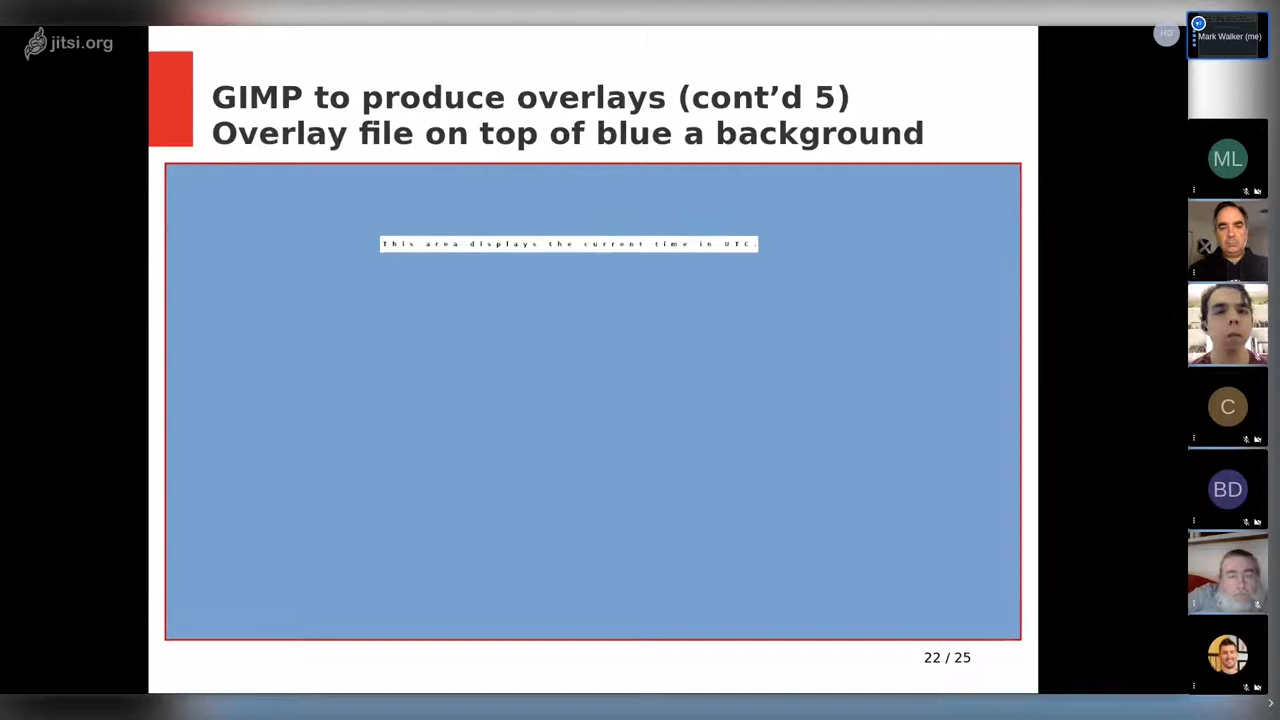 jitsi.org
HD
Mark Walker (me)
GIMP to produce overlays (cont’d 5)
Overlay file on top of blue a background
This area displays the current time in UTC.
ML
C
BD
22 / 25